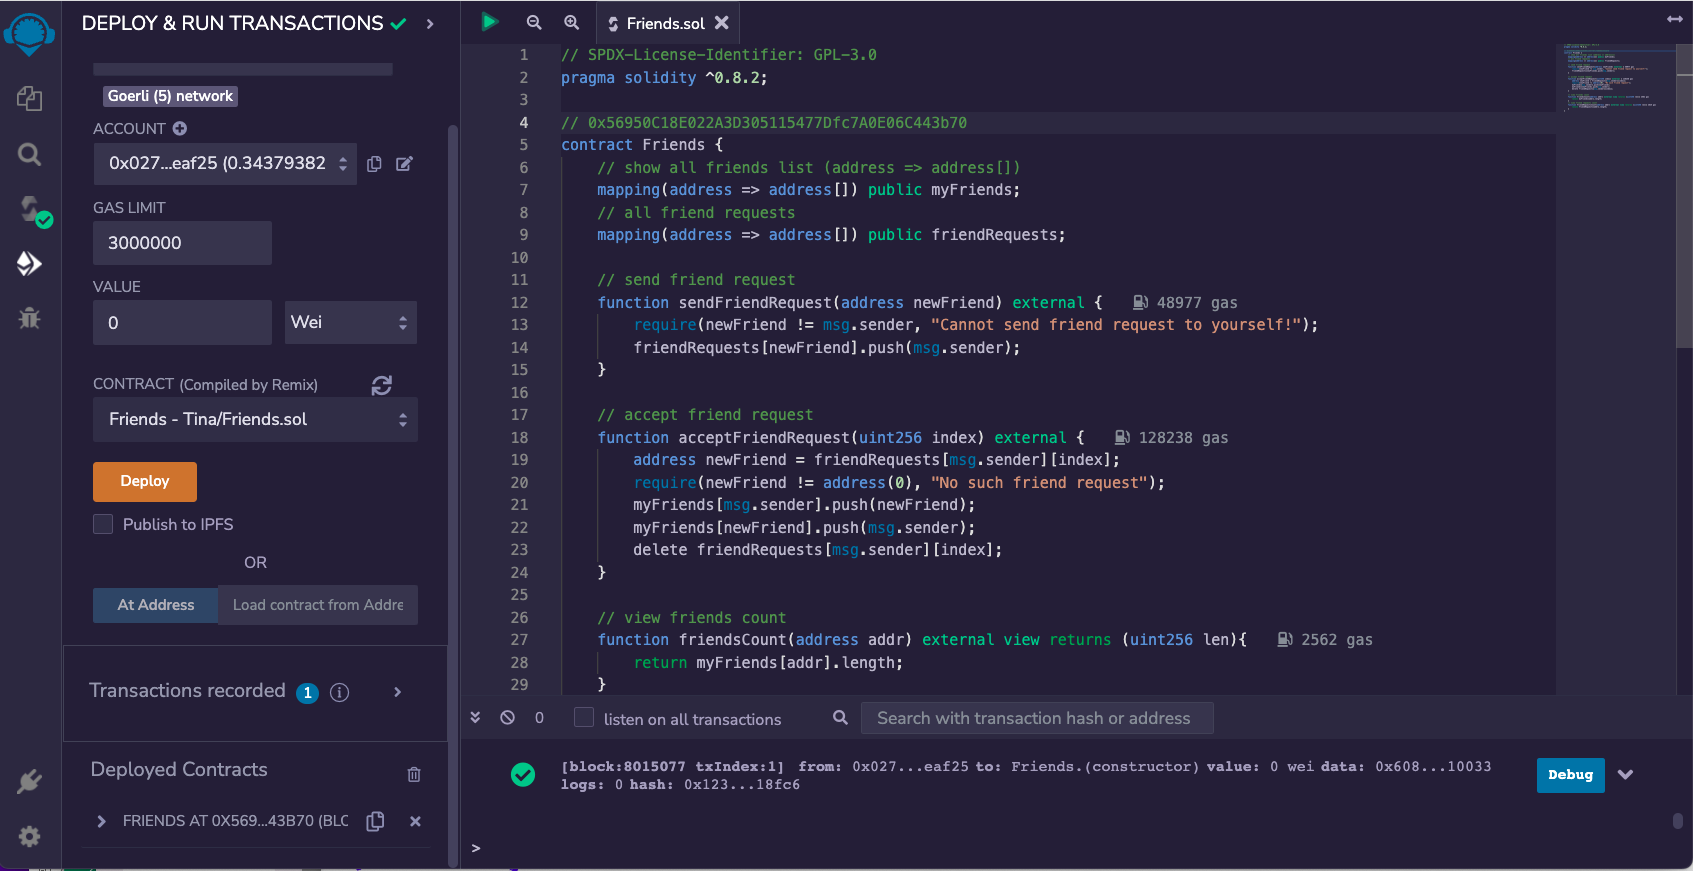 DEPLOY & RUN TRANSACTIONS
Goerli (5) network
ACCOUNT
0x027...eaf25 (0.34379382
GAS LIMIT
3000000
VALUE
0
Wei
CONTRACT (Compiled by Remix)
Friends - Tina/Friends.sol
Deploy
Publish to IPFS
OR
At Address
Load contract from Addre
Transactions recorded 1 i
Deployed Contracts
FRIENDS AT 0X569...43B70 (BLC
Friends.sol
1 // SPDX-License-Identifier: GPL-3.0
2 pragma solidity ^0.8.2;
3
4 // 0x56950C18E022A3D305115477Dfc7A0E06C443b70
5 contract Friends {
6 // show all friends list (address => address[])
7 mapping(address => address[]) public myFriends;
8 // all friend requests
9 mapping(address => address[]) public friendRequests;
10
11 // send friend request
12 function sendFriendRequest(address newFriend) external { 48977 gas
13 require(newFriend != msg.sender, "Cannot send friend request to yourself!");
14 friendRequests[newFriend].push(msg.sender);
15 }
16
17 // accept friend request
18 function acceptFriendRequest(uint256 index) external { 128238 gas
19 address newFriend = friendRequests[msg.sender][index];
20 require(newFriend != address(0), "No such friend request");
21 myFriends[msg.sender].push(newFriend);
22 myFriends[newFriend].push(msg.sender);
23 delete friendRequests[msg.sender][index];
24 }
25
26 // view friends count
27 function friendsCount(address addr) external view returns (uint256 len){ 2562 gas
28 return myFriends[addr].length;
29 }
0
listen on all transactions
Search with transaction hash or address
[block:8015077 txIndex:1] from: 0x027...eaf25 to: Friends.(constructor) value: 0 wei data: 0x608...10033
logs: 0 hash: 0x123...18fc6
Debug
>